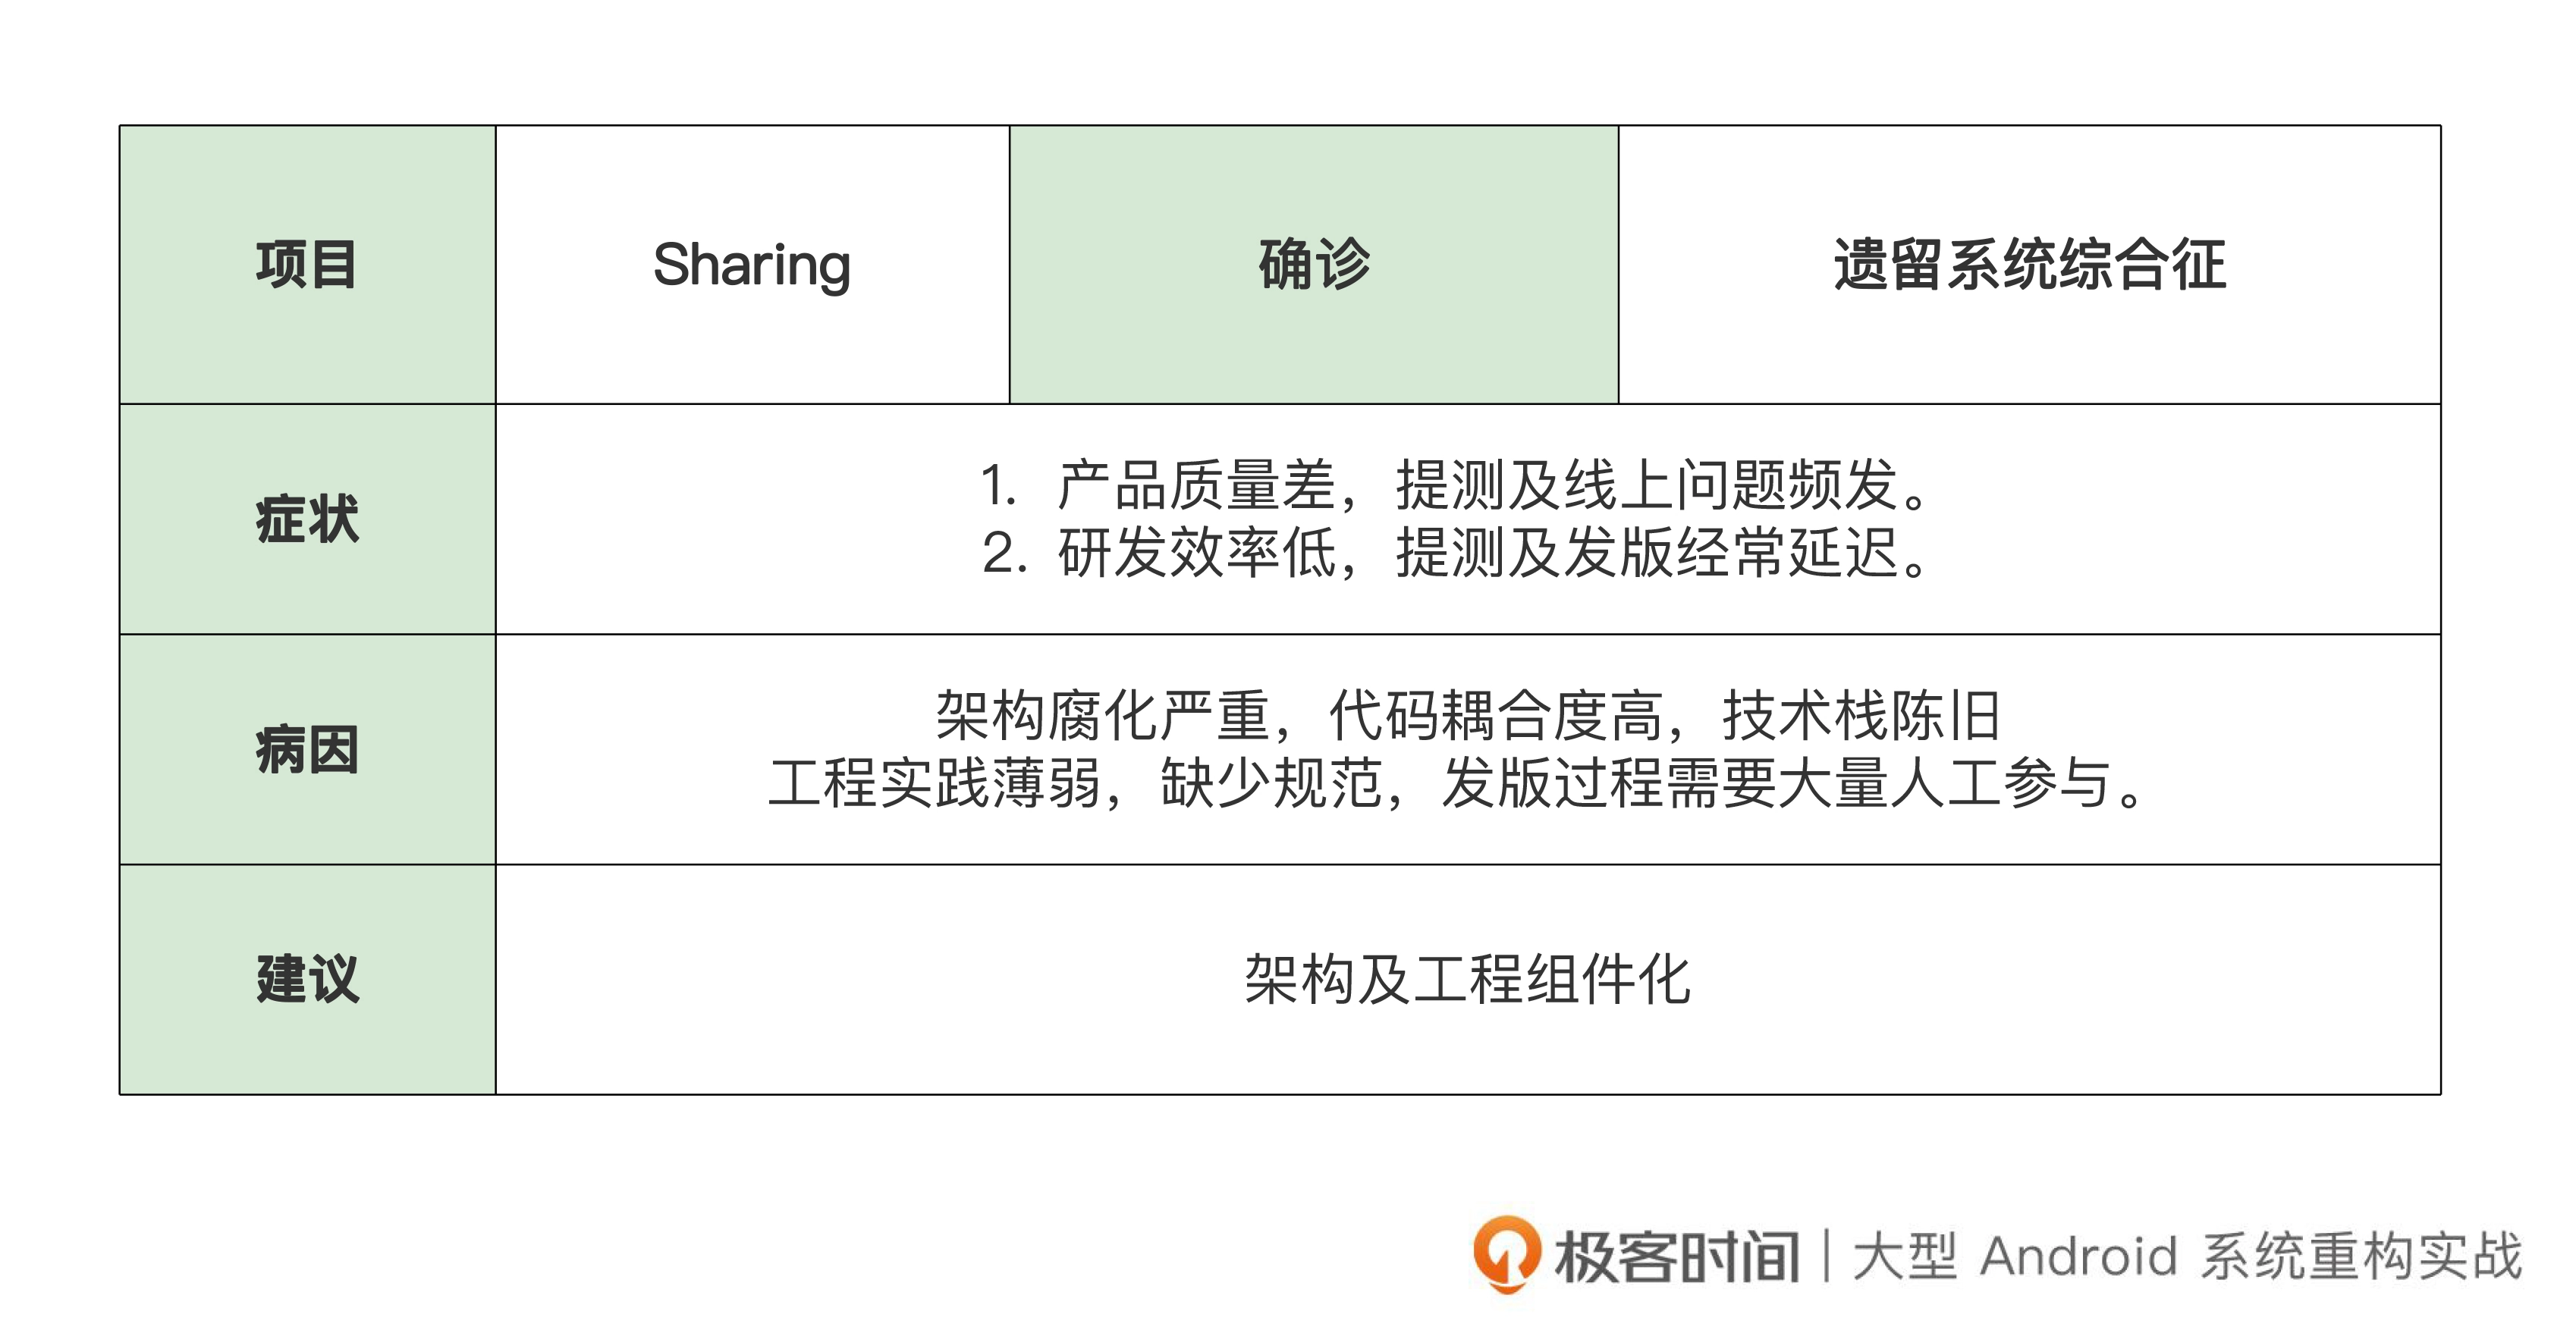 项目 Sharing 确诊 遗留系统综合征
症状
1. 产品质量差，提测及线上问题频发。
2. 研发效率低，提测及发版经常延迟。
病因
架构腐化严重，代码耦合度高，技术栈陈旧
工程实践薄弱，缺少规范，发版过程需要大量人工参与。
建议
架构及工程组件化
极客时间 | 大型 Android 系统重构实战